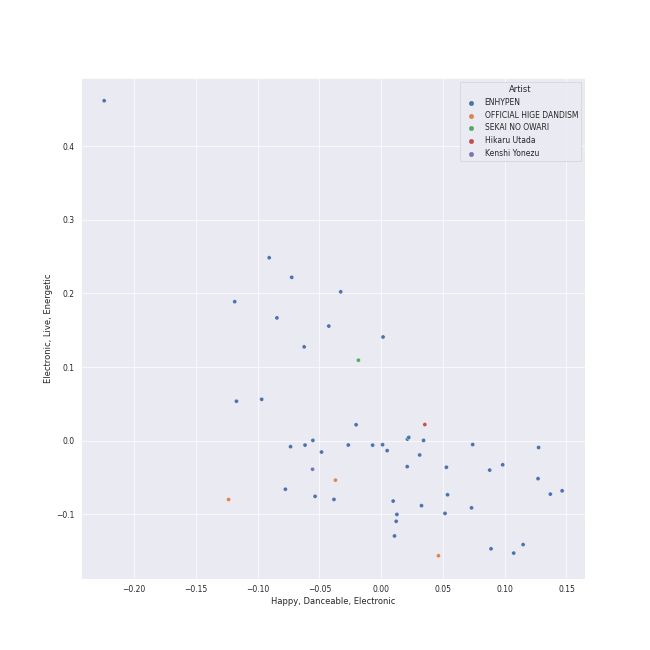 Artist
ENHYPEN
OFFICIAL HIGE DANDISM
SEKAI NO OWARI
Hikaru Utada
Kenshi Yonezu
Electronic, Live, Energetic
0.4
0.3
0.2
0.1
0.0
−0.1
−0.20 −0.15 −0.10 −0.05 0.00 0.05 0.10 0.15
Happy, Danceable, Electronic